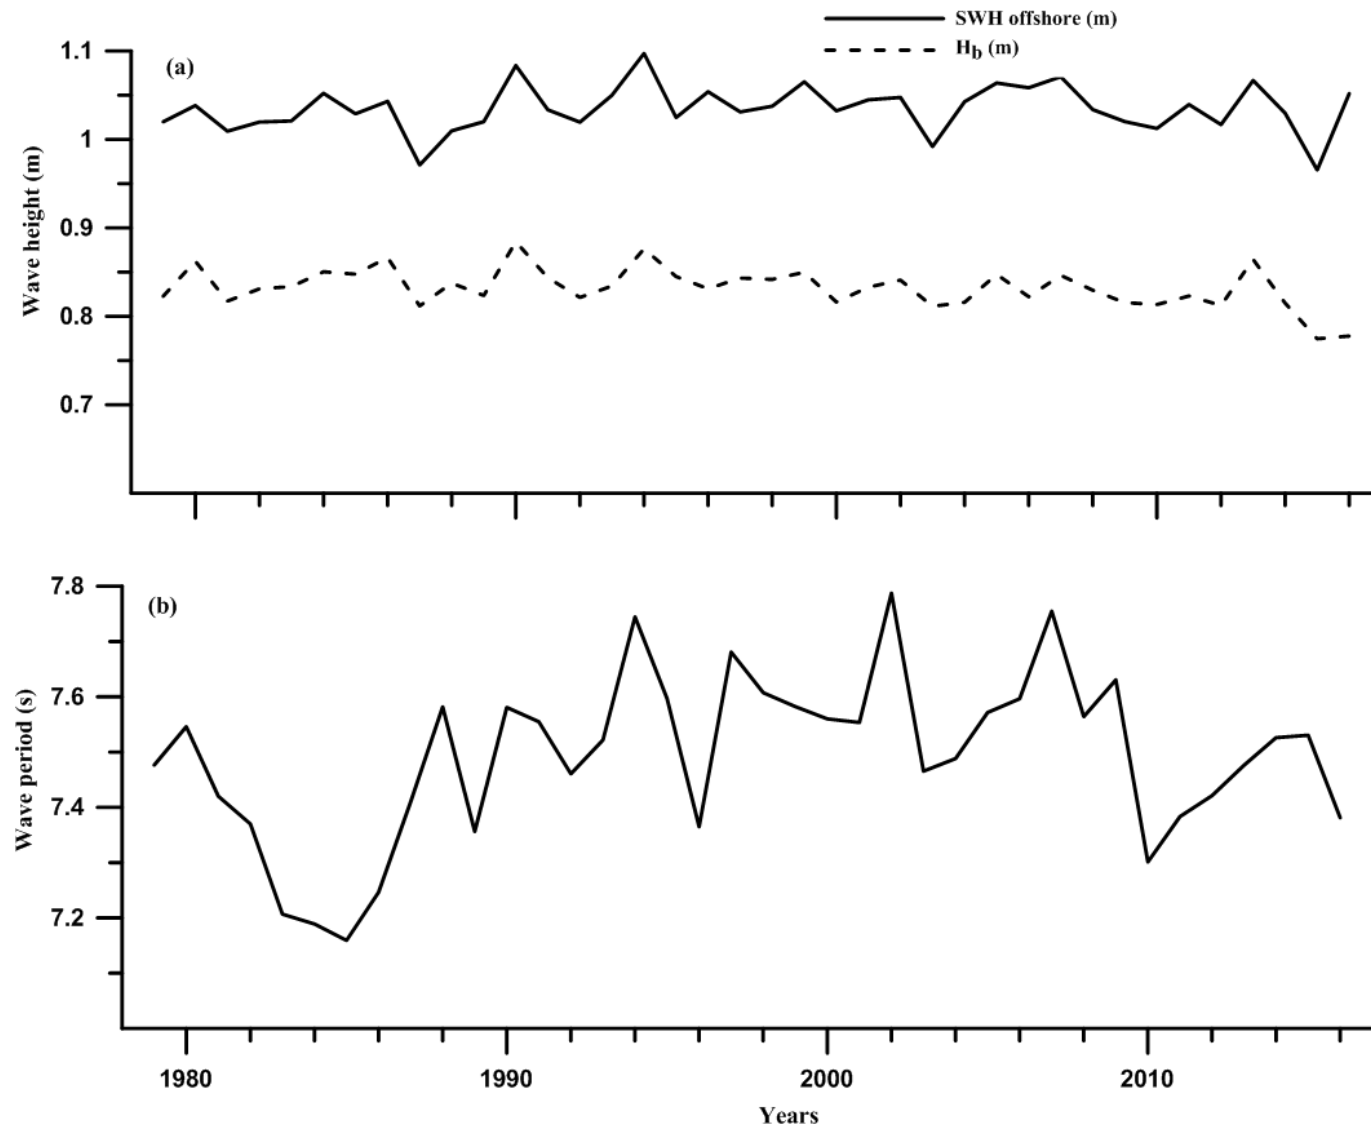 SWH offshore (m)
Hb (m)
(a)
1.1
1
0.9
0.8
0.7
Wave height (m)
(b)
7.8
7.6
7.4
7.2
Wave period (s)
1980 1990 2000 2010
Years